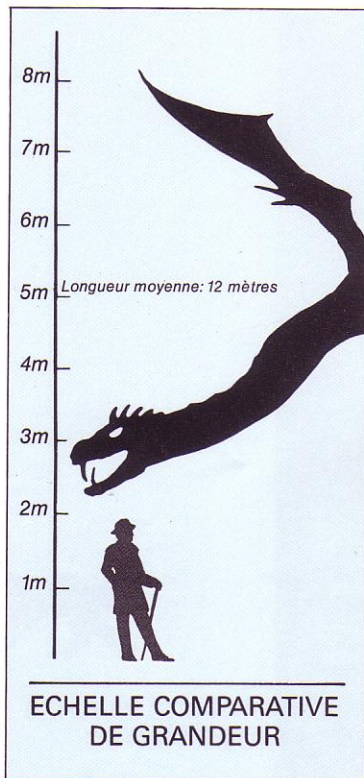 8m
7m
6m
Longueur moyenne: 12 mètres
5m
4m
3m
2m
1m
ECHELLE COMPARATIVE
DE GRANDEUR